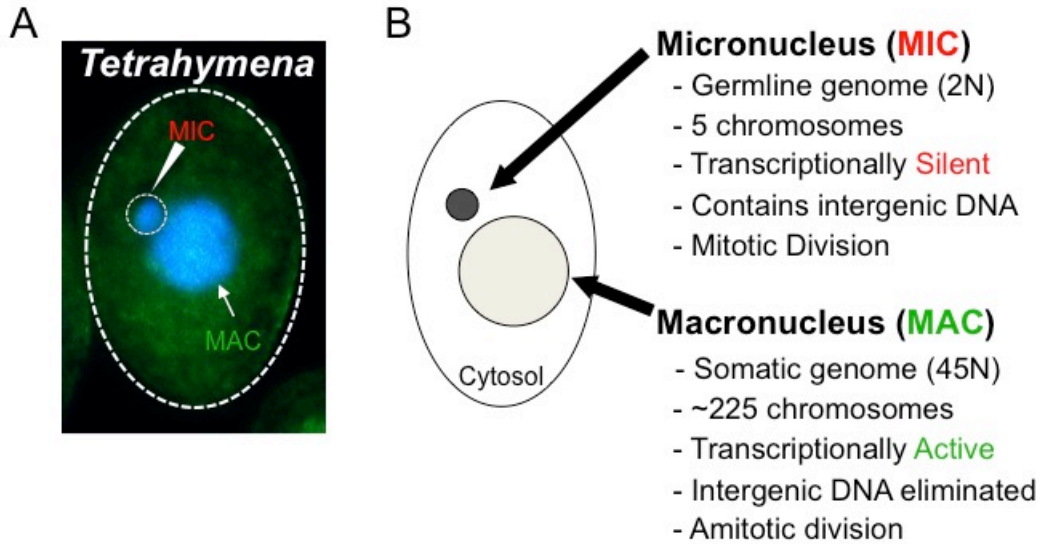 A
Tetrahymena
MIC
MAC
B
Cytosol
Micronucleus (MIC)
- Germline genome (2N)
- 5 chromosomes
- Transcriptionally Silent
- Contains intergenic DNA
- Mitotic Division
Macronucleus (MAC)
- Somatic genome (45N)
- ~225 chromosomes
- Transcriptionally Active
- Intergenic DNA eliminated
- Amitotic division